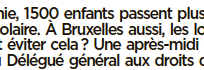 nie, 1500 enfants passent plus
olaire. À Bruxelles aussi, les lo
t éviter cela ? Une après-midi
Délégué général aux droits d